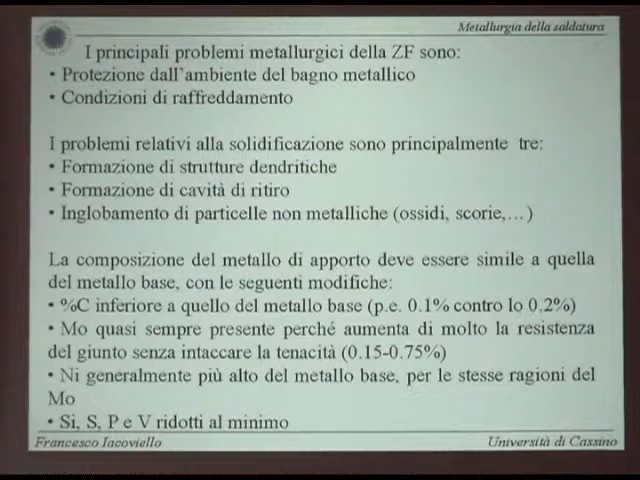 Metallurgia della saldatura
I principali problemi metallurgici della ZF sono:
• Protezione dall'ambiente del bagno metallico
• Condizioni di raffreddamento
I problemi relativi alla solidificazione sono principalmente tre:
• Formazione di strutture dendritiche
• Formazione di cavità di ritiro
• Inglobamento di particelle non metalliche (ossidi, scorie,…)
La composizione del metallo di apporto deve essere simile a quella
del metallo base, con le seguenti modifiche:
• %C inferiore a quello del metallo base (p.e. 0.1% contro lo 0.2%)
• Mo quasi sempre presente perché aumenta di molto la resistenza
del giunto senza intaccare la tenacità (0.15-0.75%)
• Ni generalmente più alto del metallo base, per le stesse ragioni del
Mo
• Si, S, P e V ridotti al minimo
Francesco Iacoviello
Università di Cassino